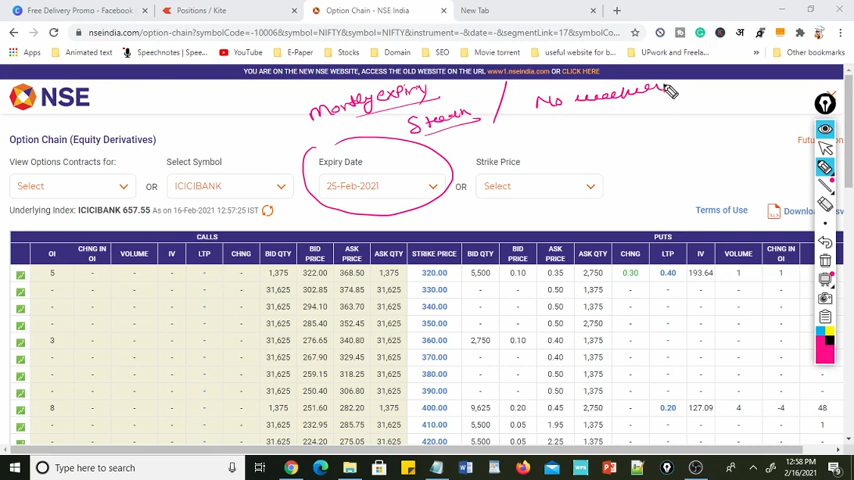 Free Delivery Promo - Facebook
Positions / Kite
Option Chain - NSE India
New Tab
nseindia.com/option-chain?symbolCode=-10006&symbol=NIFTY&symbol=NIFTY&instrument=-&date=-&segmentLink=17&symbolCo...
Apps Animated text Speechnotes | Speec... YouTube E-Paper Stocks Domain SEO Movie torrent useful website for b... UPwork and Freela... Other bookmarks
YOU ARE ON THE NEW NSE WEBSITE, ACCESS THE OLD WEBSITE ON THE URL www1.nseindia.com OR CLICK HERE
NSE
Monthly expiry
Stock
No
Option Chain (Equity Derivatives)
View Options Contracts for: Select Symbol Expiry Date Strike Price
Select OR ICICIBANK 25-Feb-2021 OR Select
Underlying Index: ICICIBANK 657.55 As on 16-Feb-2021 12:57:25 IST Terms of Use
CALLS PUTS
OI CHNG IN OI VOLUME IV LTP CHNG BID QTY BID PRICE ASK PRICE ASK QTY STRIKE PRICE BID QTY BID PRICE ASK PRICE ASK QTY CHNG LTP IV VOLUME CHNG IN OI
5 - - - - - 1,375 322.00 368.50 1,375 320.00 5,500 0.10 0.35 2,750 0.30 0.40 193.64 1 1
- - - - - - 31,625 302.85 374.85 31,625 330.00 - - 0.50 1,375 - - - - -
- - - - - - 31,625 294.10 363.70 31,625 340.00 - - 0.50 1,375 - - - - -
- - - - - - 31,625 285.40 352.45 31,625 350.00 - - 0.50 2,750 - - - - -
3 - - - - - 31,625 276.65 340.80 31,625 360.00 2,750 0.10 0.40 1,375 - - - - -
- - - - - - 31,625 267.90 329.45 31,625 370.00 - - 0.40 1,375 - - - - -
- - - - - - 31,625 259.15 318.25 31,625 380.00 - - 0.50 1,375 - - - - -
- - - - - - 31,625 250.40 306.80 31,625 390.00 - - 0.50 1,375 - - - - -
8 - - - - - 1,375 251.60 282.20 1,375 400.00 9,625 0.20 0.45 2,750 - 0.20 127.09 4 -4 48
- - - - - - 31,625 232.95 285.75 31,625 410.00 5,500 0.05 1.95 1,375 - - - - - 1
- - - - - - 31,625 224.20 275.05 31,625 420.00 5,500 0.05 2.25 1,375 - - - - -
Type here to search
12:58 PM
2/16/2021